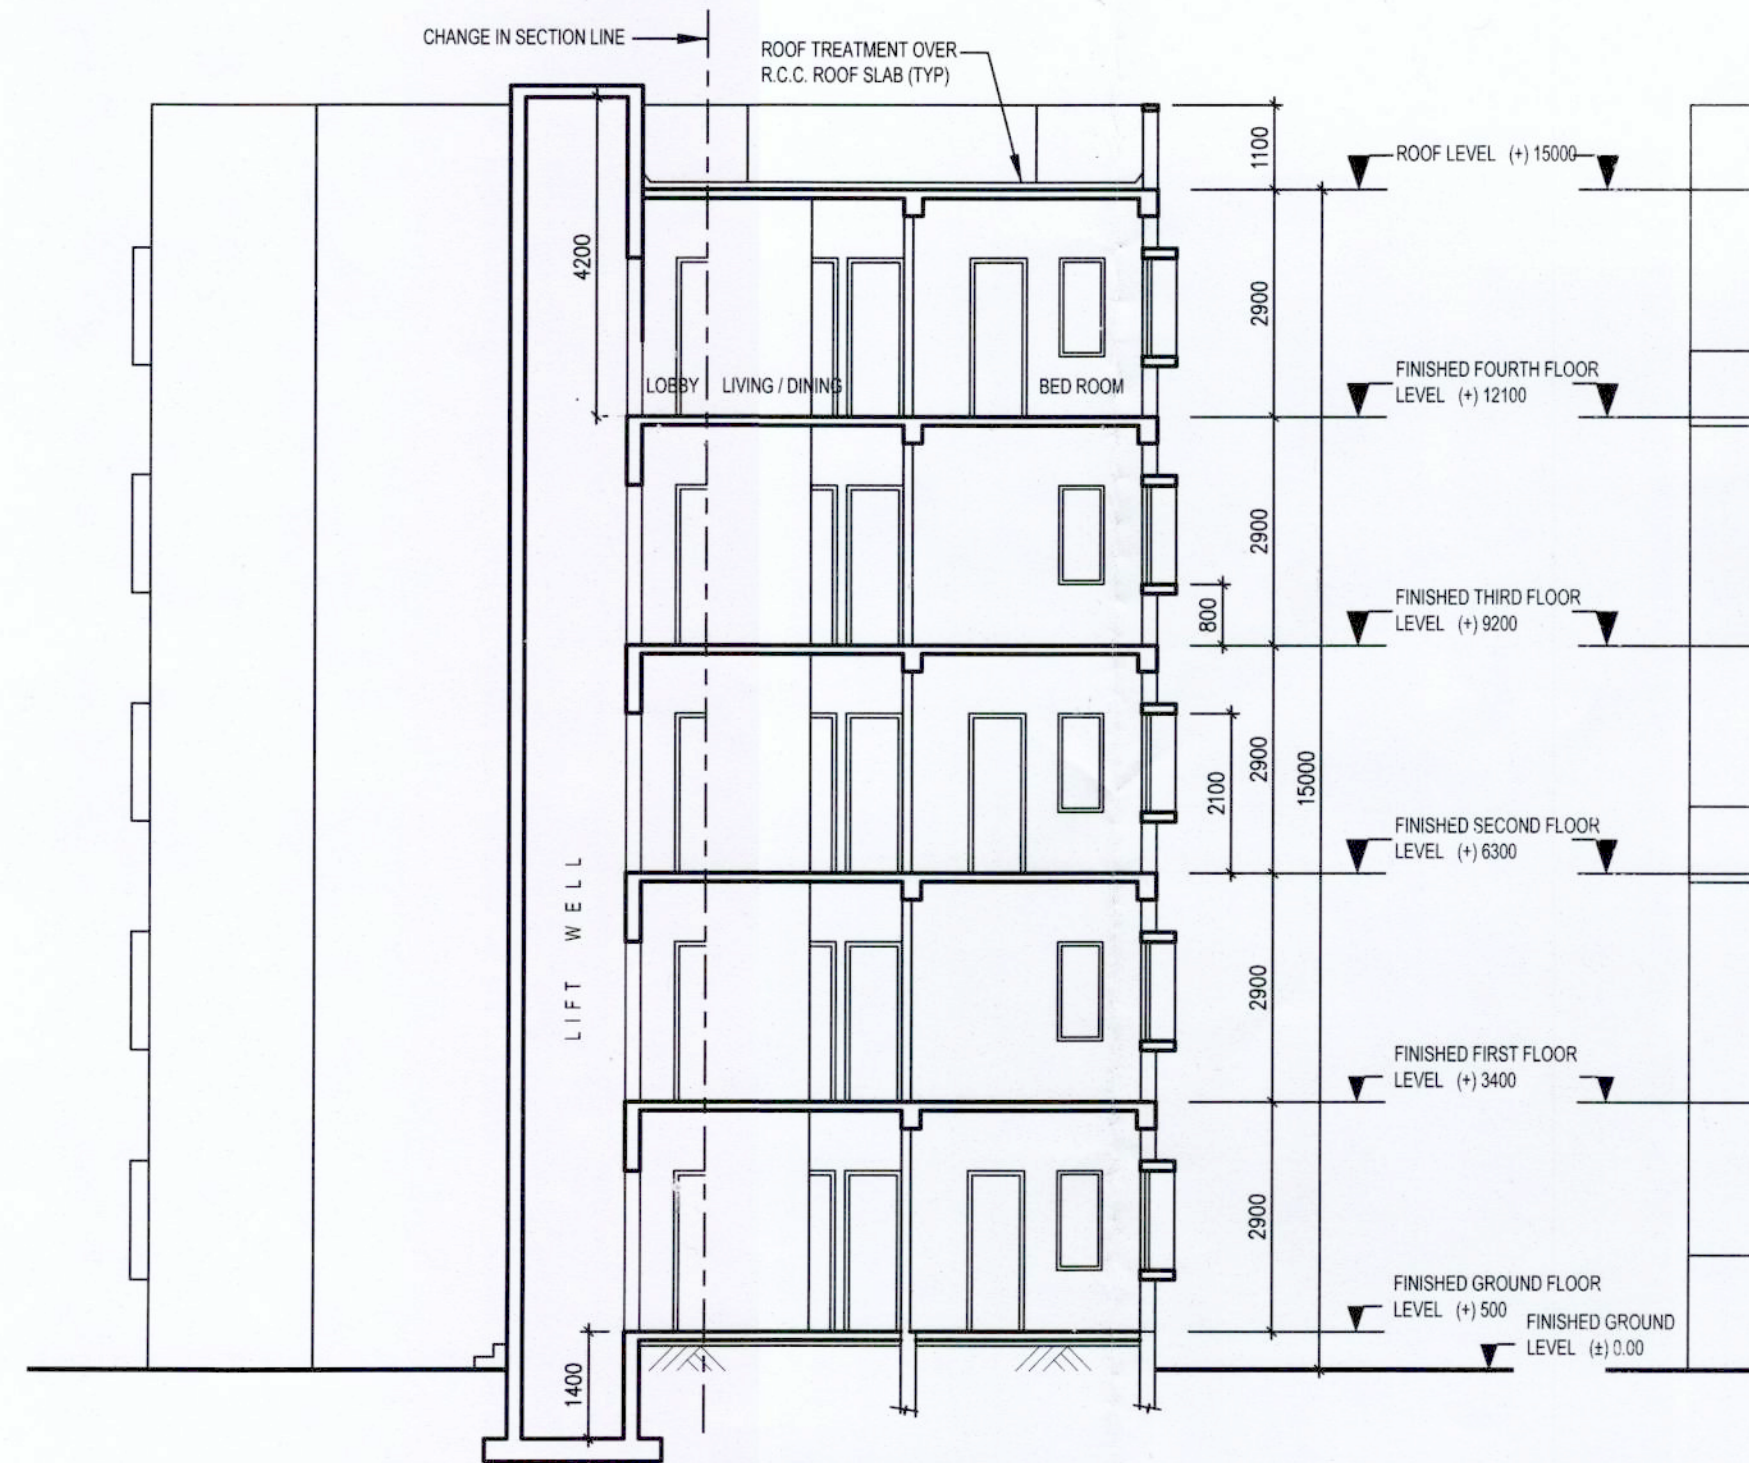 CHANGE IN SECTION LINE
ROOF TREATMENT OVER
R.C.C. ROOF SLAB (TYP)
1100
ROOF LEVEL (+) 15000
4200
2900
LOBBY
LIVING / DINING
BED ROOM
FINISHED FOURTH FLOOR
LEVEL (+) 12100
2900
800
FINISHED THIRD FLOOR
LEVEL (+) 9200
2100
2900
15000
FINISHED SECOND FLOOR
LEVEL (+) 6300
LIFT WELL
2900
FINISHED FIRST FLOOR
LEVEL (+) 3400
2900
FINISHED GROUND FLOOR
LEVEL (+) 500
FINISHED GROUND
LEVEL (±) 0.00
1400